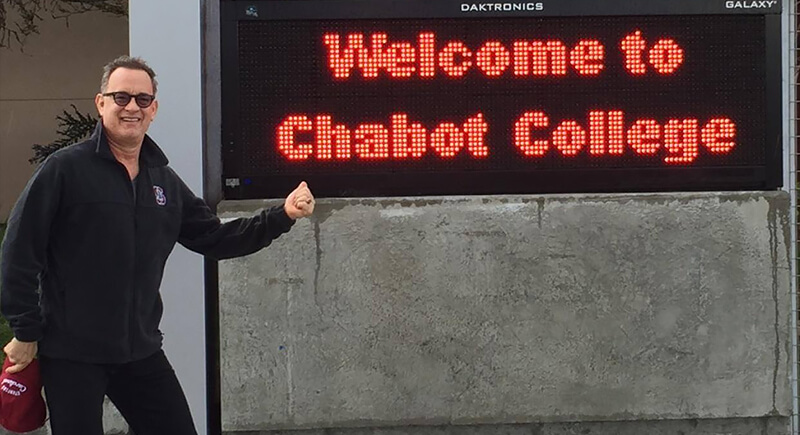 DAKTRONICS GALAXY
Welcome to
Chabot College